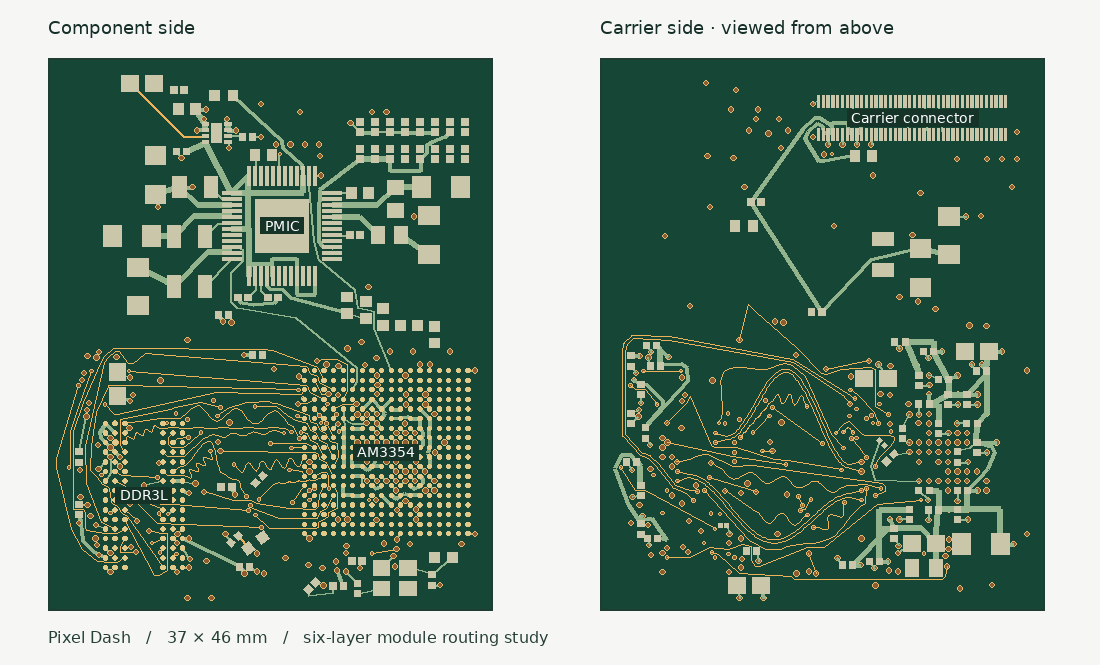 Component side
Carrier side · viewed from above
Carrier connector
PMIC
AM3354
DDR3L
Pixel Dash / 37 × 46 mm / six-layer module routing study